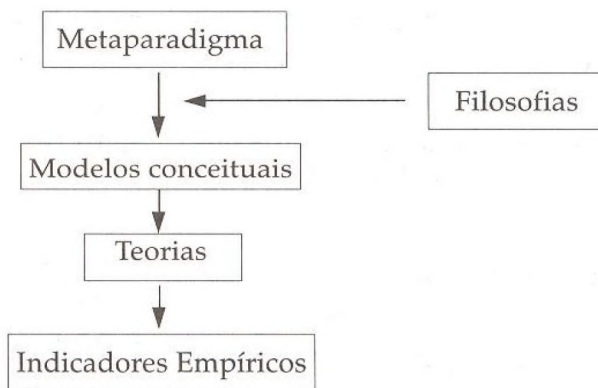 Metaparadigma
Filosofias
Modelos conceituais
Teorias
Indicadores Empíricos